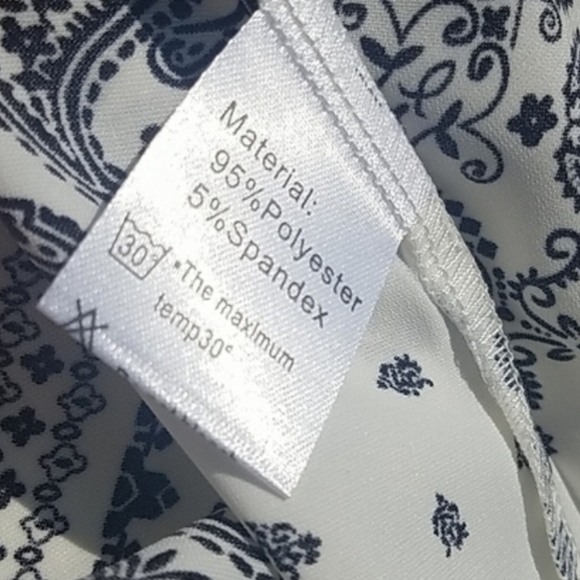 Material:
95%Polyester
5%Spandex
30°
•The maximum
temp30°